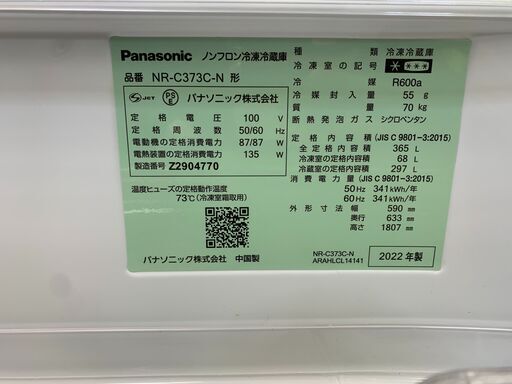 Panasonic ノンフロン冷凍冷蔵庫
品番 NR-C373C-N 形
JET PS E パナソニック株式会社
定格電圧 100 V
定格周波数 50/60 Hz
電動機の定格消費電力 87/87 W
電熱装置の定格消費電力 135 W
製造番号 Z2904770
温度ヒューズの定格動作温度
73℃(冷凍室霜取用)
パナソニック株式会社 中国製
種類 冷凍冷蔵庫
冷凍室の記号 ****
冷媒 R600a
冷媒封入量 55 g
質量 70 kg
断熱発泡ガス シクロペンタン
定格内容積 (JIS C 9801-3:2015)
全定格内容積 365 L
冷凍室の定格内容積 68 L
冷蔵室の定格内容積 297 L
消費電力量 (JIS C 9801-3:2015)
50Hz 341kWh/年
60Hz 341kWh/年
外形寸法 幅 590 mm
奥行 633 mm
高さ 1807 mm
NR-C373C-N
ARAHLCL14141
2022年製